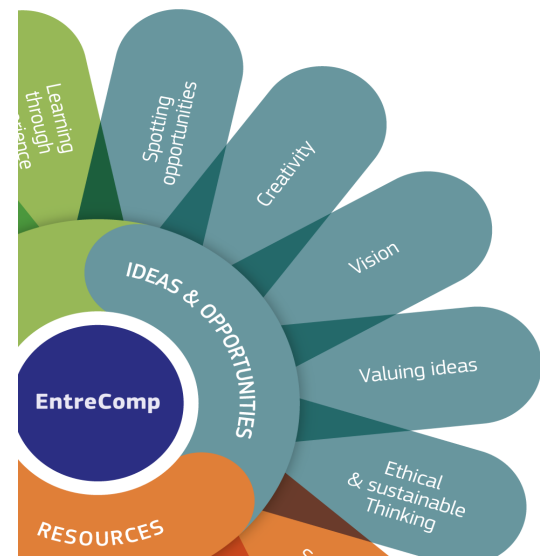 Learning
through
Spotting
opportunities
Creativity
Vision
Valuing ideas
Ethical
& sustainable
Thinking
IDEAS & OPPORTUNITIES
EntreComp
RESOURCES